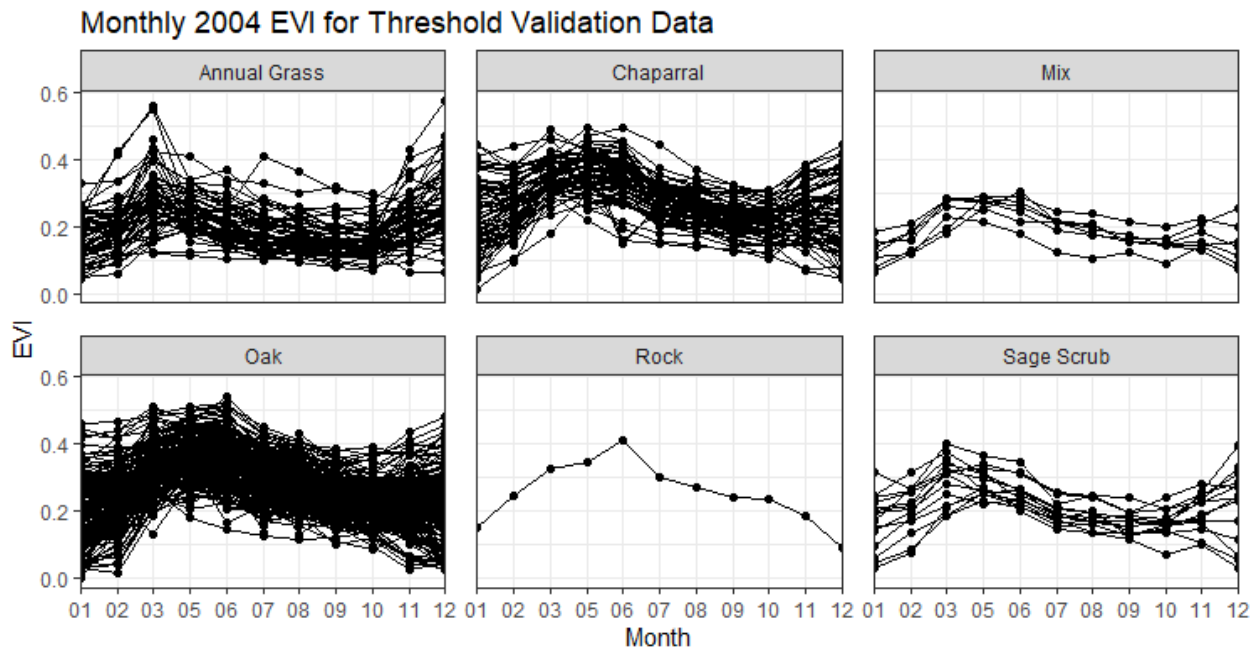 Monthly 2004 EVI for Threshold Validation Data
Annual Grass
Chaparral
Mix
0.6
0.4
0.2
0.0
EVI
Oak
Rock
Sage Scrub
0.6
0.4
0.2
0.0
01 02 03 05 06 07 08 09 10 11 12
01 02 03 05 06 07 08 09 10 11 12
01 02 03 05 06 07 08 09 10 11 12
Month